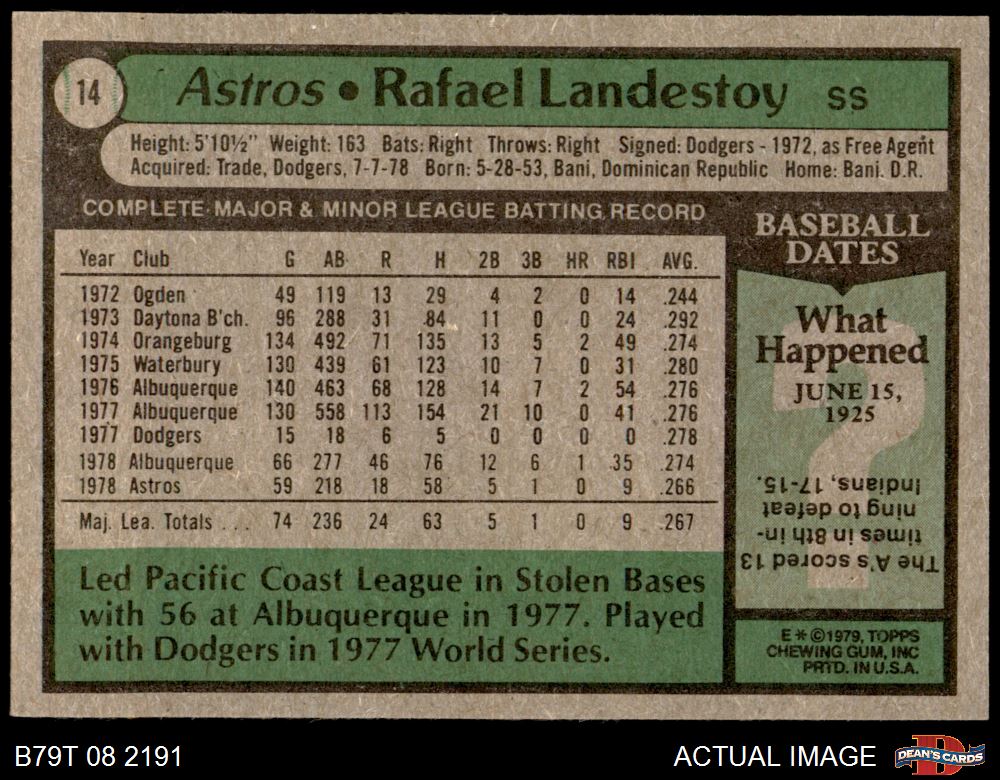 14
Astros • Rafael Landestoy SS
Height: 5'10½" Weight: 163 Bats: Right Throws: Right Signed: Dodgers - 1972, as Free Agent
Acquired: Trade, Dodgers, 7-7-78 Born: 5-28-53, Bani, Dominican Republic Home: Bani. D.R.
COMPLETE MAJOR & MINOR LEAGUE BATTING RECORD
Year Club G AB R H 2B 3B HR RBI AVG.
1972 Ogden 49 119 13 29 4 2 0 14 .244
1973 Daytona B'ch. 96 288 31 84 11 0 0 24 .292
1974 Orangeburg 134 492 71 135 13 5 2 49 .274
1975 Waterbury 130 439 61 123 10 7 0 31 .280
1976 Albuquerque 140 463 68 128 14 7 2 54 .276
1977 Albuquerque 130 558 113 154 21 10 0 41 .276
1977 Dodgers 15 18 6 5 0 0 0 0 .278
1978 Albuquerque 66 277 46 76 12 6 1 35 .274
1978 Astros 59 218 18 58 5 1 0 9 .266
Maj. Lea. Totals . . . 74 236 24 63 5 1 0 9 .267
Led Pacific Coast League in Stolen Bases
with 56 at Albuquerque in 1977. Played
with Dodgers in 1977 World Series.
BASEBALL
DATES
What
Happened
JUNE 15,
1925
?
The A's scored 13
times in 8th in-
ning to defeat
Indians, 17-15.
E * © 1979, TOPPS
CHEWING GUM, INC
PRTD. IN U.S.A.
B79T 08 2191
ACTUAL IMAGE
D
DEAN'S CARDS